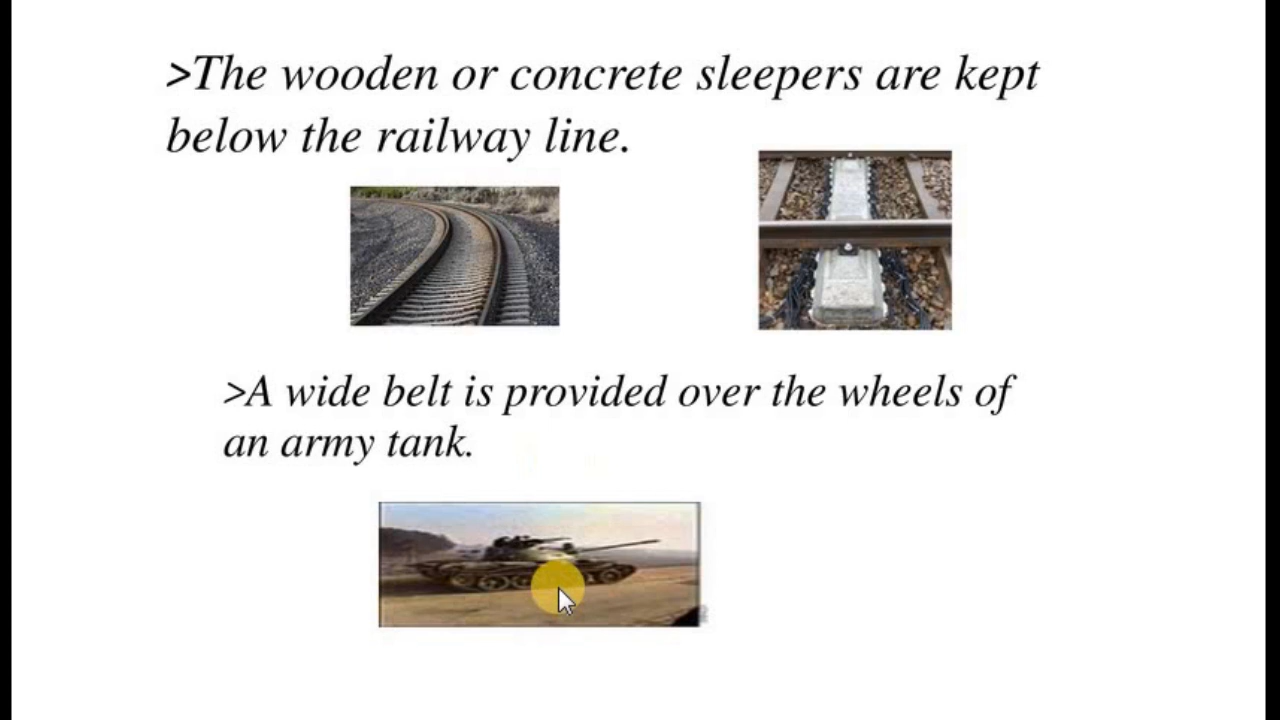 >The wooden or concrete sleepers are kept
below the railway line.
>A wide belt is provided over the wheels of
an army tank.